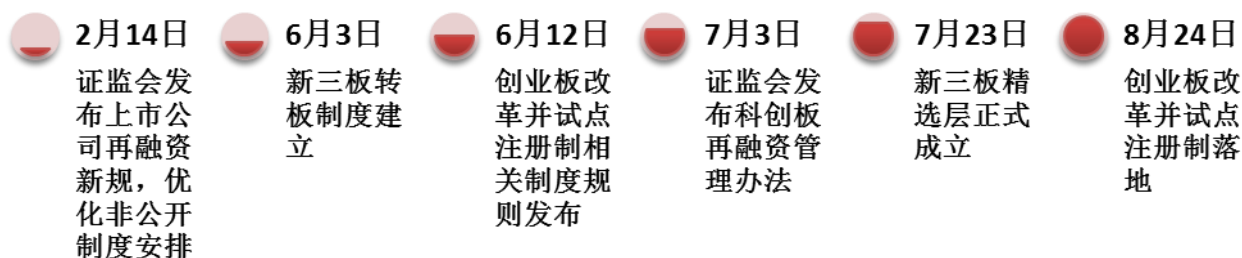 2月14日
证监会发
布上市公
司再融资
新规，优
化非公开
制度安排
6月3日
新三板转
板制度建
立
6月12日
创业板改
革并试点
注册制相
关制度规
则发布
7月3日
证监会发
布科创板
再融资管
理办法
7月23日
新三板精
选层正式
成立
8月24日
创业板改
革并试点
注册制落
地